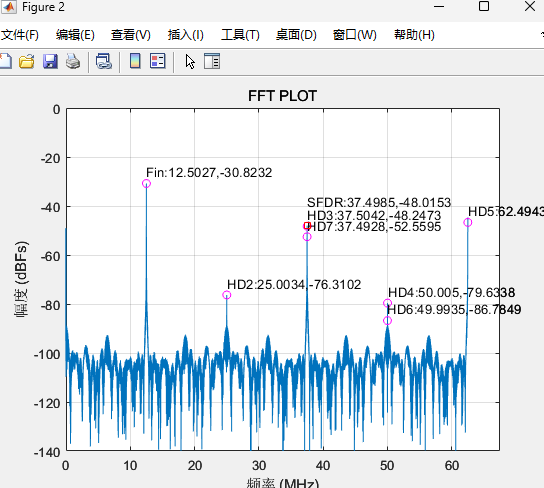 Figure 2
文件(F) 编辑(E) 查看(V) 插入(I) 工具(T) 桌面(D) 窗口(W) 帮助(H)
FFT PLOT
0
-20
-40
-60
-80
-100
-120
-140
幅度 (dBFs)
Fin:12.5027,-30.8232
SFDR:37.4985,-48.0153
HD3:37.5042,-48.2473
HD7:37.4928,-52.5595
HD5:62.4943
HD2:25.0034,-76.3102
HD4:50.005,-79.6338
HD6:49.9935,-86.7849
0 10 20 30 40 50 60
频率 (MHz)